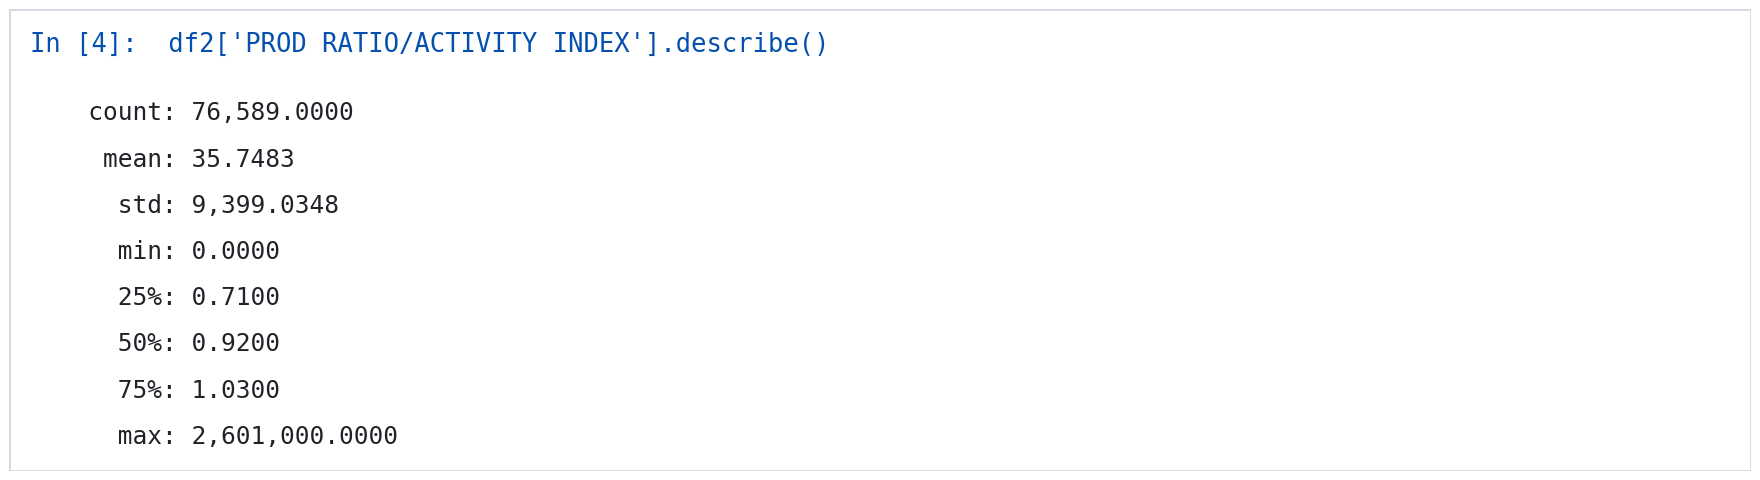 In [4]:  df2['PROD RATIO/ACTIVITY INDEX'].describe()
count: 76,589.0000
mean: 35.7483
std: 9,399.0348
min: 0.0000
25%: 0.7100
50%: 0.9200
75%: 1.0300
max: 2,601,000.0000